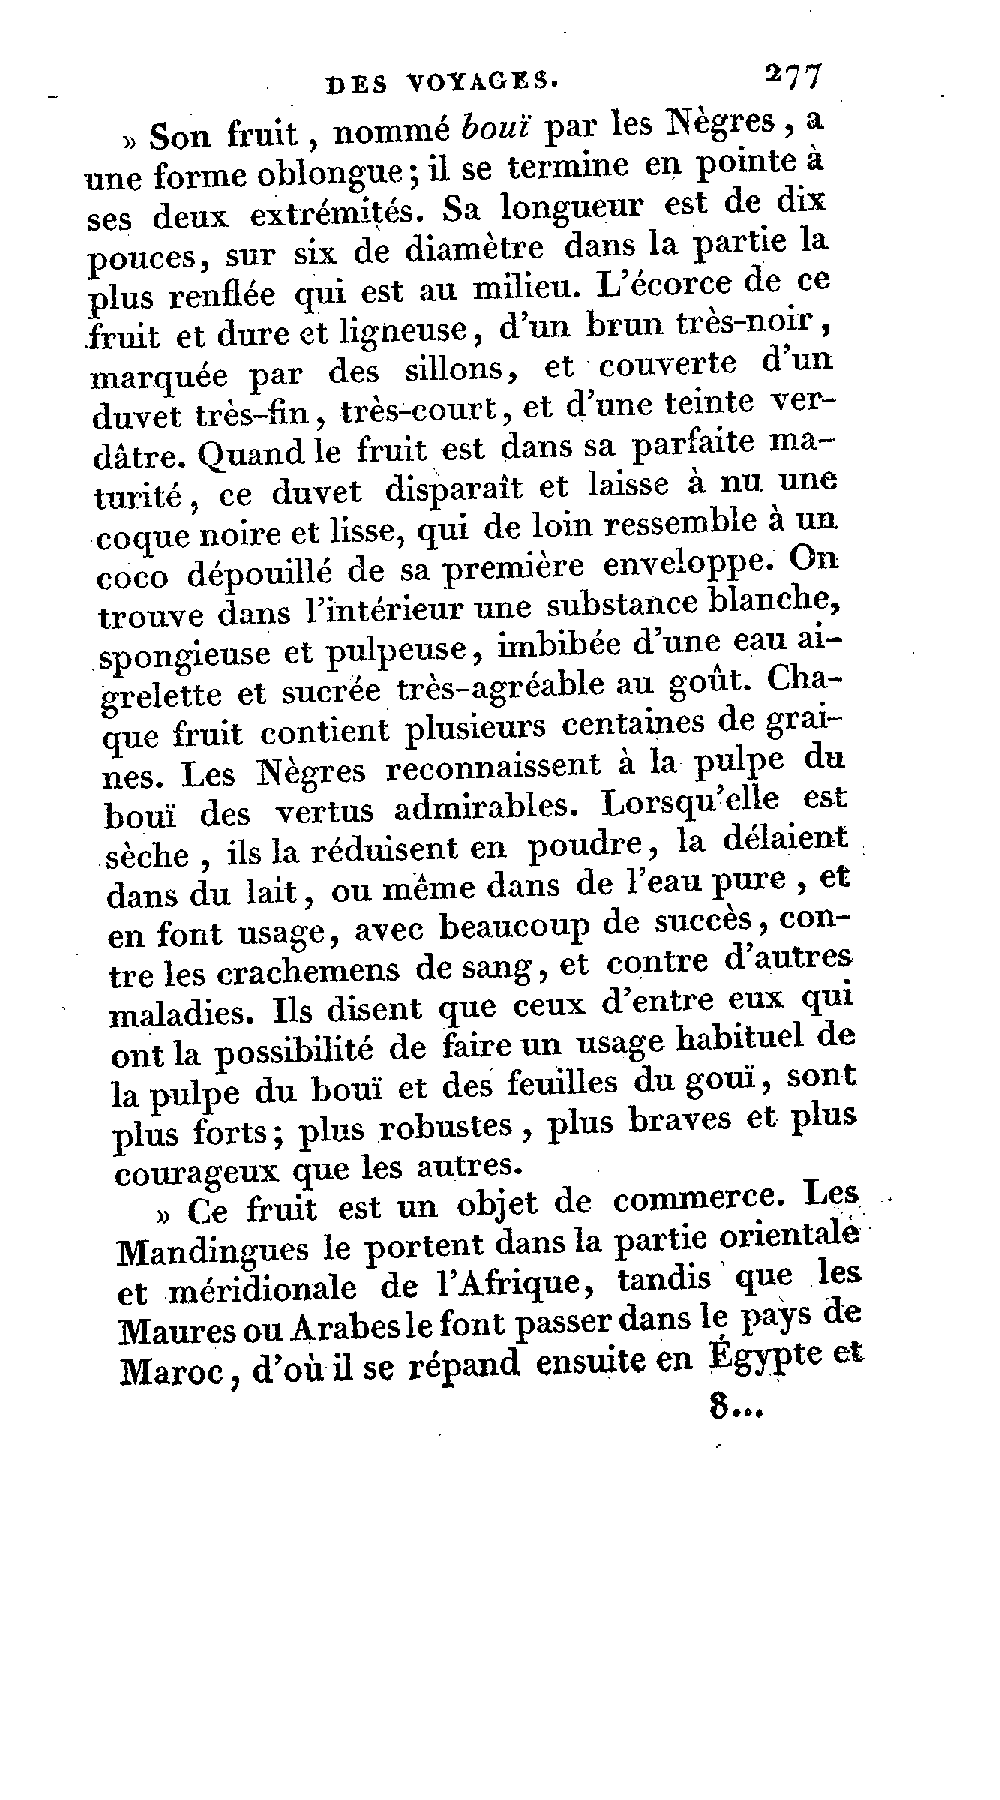 DES VOYAGES. 277
» Son fruit , nommé bouï par les Nègres , a
une forme oblongue ; il se termine en pointe à
ses deux extrémités. Sa longueur est de dix
pouces, sur six de diamètre dans la partie la
plus renflée qui est au milieu. L'écorce de ce
fruit et dure et ligneuse, d'un brun très-noir ,
marquée par des sillons, et couverte d'un
duvet très-fin, très-court, et d'une teinte ver-
dâtre. Quand le fruit est dans sa parfaite ma-
turité, ce duvet disparaît et laisse à nu une
coque noire et lisse, qui de loin ressemble à un
coco dépouillé de sa première enveloppe. On
trouve dans l'intérieur une substance blanche,
spongieuse et pulpeuse, imbibée d'une eau ai-
grelette et sucrée très-agréable au goût. Cha-
que fruit contient plusieurs centaines de grai-
nes. Les Nègres reconnaissent à la pulpe du
bouï des vertus admirables. Lorsqu'elle est
sèche , ils la réduisent en poudre, la délaient
dans du lait, ou même dans de l'eau pure , et
en font usage, avec beaucoup de succès, con-
tre les crachemens de sang, et contre d'autres
maladies. Ils disent que ceux d'entre eux qui
ont la possibilité de faire un usage habituel de
la pulpe du bouï et des feuilles du gouï, sont
plus forts; plus robustes , plus braves et plus
courageux que les autres.
» Ce fruit est un objet de commerce. Les
Mandingues le portent dans la partie orientale
et méridionale de l'Afrique, tandis que les
Maures ou Arabes le font passer dans le pays de
Maroc, d'où il se répand ensuite en Égypte et
8...